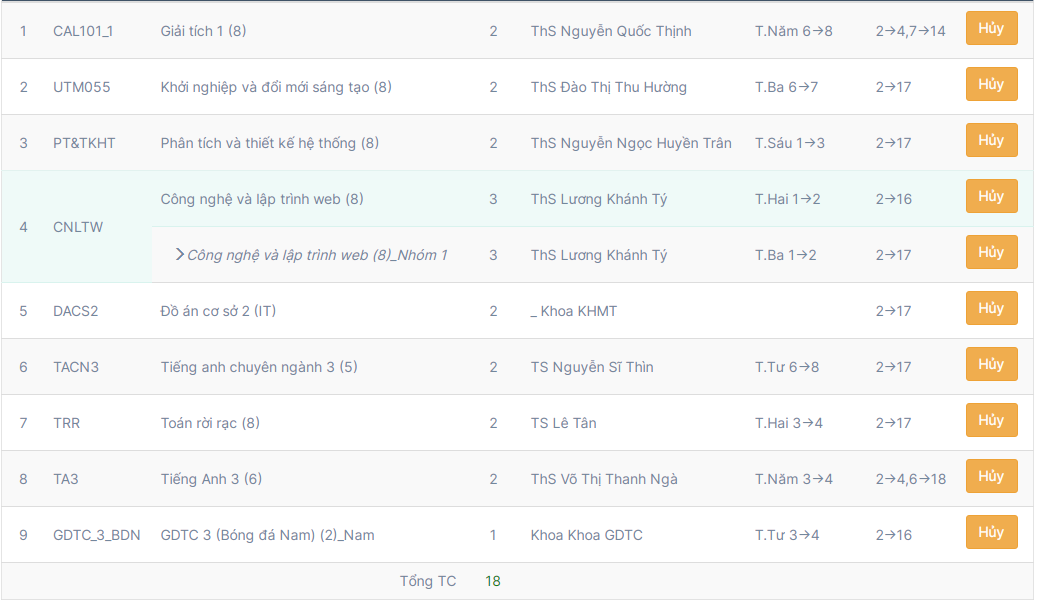 1 CAL101_1 Giải tích 1 (8) 2 ThS Nguyễn Quốc Thịnh T.Năm 6→8 2→4,7→14 Hủy
2 UTM055 Khởi nghiệp và đổi mới sáng tạo (8) 2 ThS Đào Thị Thu Hường T.Ba 6→7 2→17 Hủy
3 PT&TKHT Phân tích và thiết kế hệ thống (8) 2 ThS Nguyễn Ngọc Huyền Trân T.Sáu 1→3 2→17 Hủy
4 CNLTW Công nghệ và lập trình web (8) 3 ThS Lương Khánh Tý T.Hai 1→2 2→16 Hủy
Công nghệ và lập trình web (8)_Nhóm 1 3 ThS Lương Khánh Tý T.Ba 1→2 2→17 Hủy
5 DACS2 Đồ án cơ sở 2 (IT) 2 _ Khoa KHMT 2→17 Hủy
6 TACN3 Tiếng anh chuyên ngành 3 (5) 2 TS Nguyễn Sĩ Thìn T.Tư 6→8 2→17 Hủy
7 TRR Toán rời rạc (8) 2 TS Lê Tân T.Hai 3→4 2→17 Hủy
8 TA3 Tiếng Anh 3 (6) 2 ThS Võ Thị Thanh Ngà T.Năm 3→4 2→4,6→18 Hủy
9 GDTC_3_BDN GDTC 3 (Bóng đá Nam) (2)_Nam 1 Khoa Khoa GDTC T.Tư 3→4 2→16 Hủy
Tổng TC 18